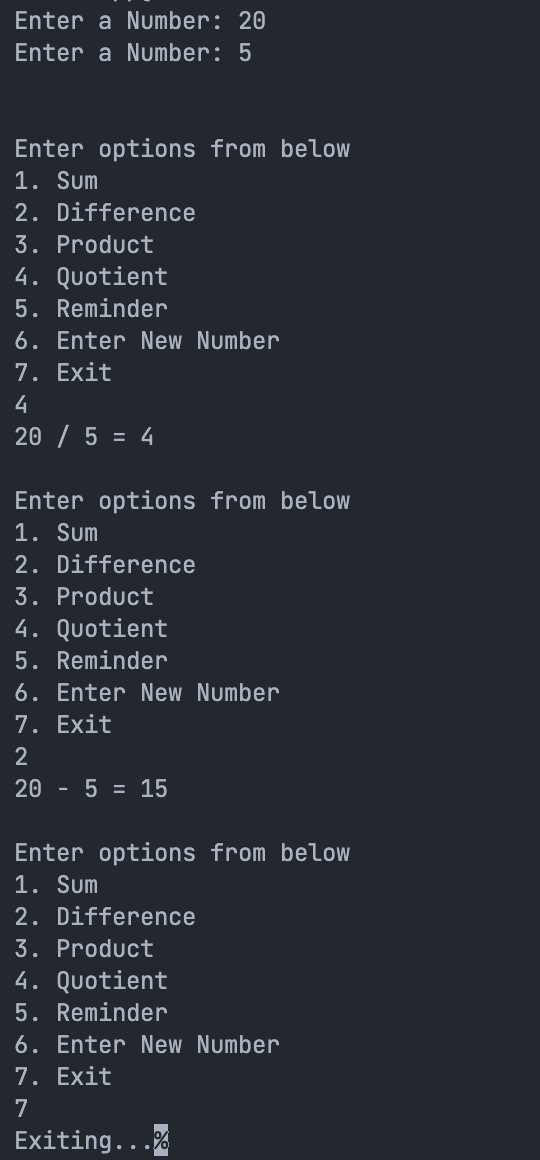 Enter a Number: 20
Enter a Number: 5
Enter options from below
1. Sum
2. Difference
3. Product
4. Quotient
5. Reminder
6. Enter New Number
7. Exit
4
20 / 5 = 4
Enter options from below
1. Sum
2. Difference
3. Product
4. Quotient
5. Reminder
6. Enter New Number
7. Exit
2
20 - 5 = 15
Enter options from below
1. Sum
2. Difference
3. Product
4. Quotient
5. Reminder
6. Enter New Number
7. Exit
7
Exiting...%